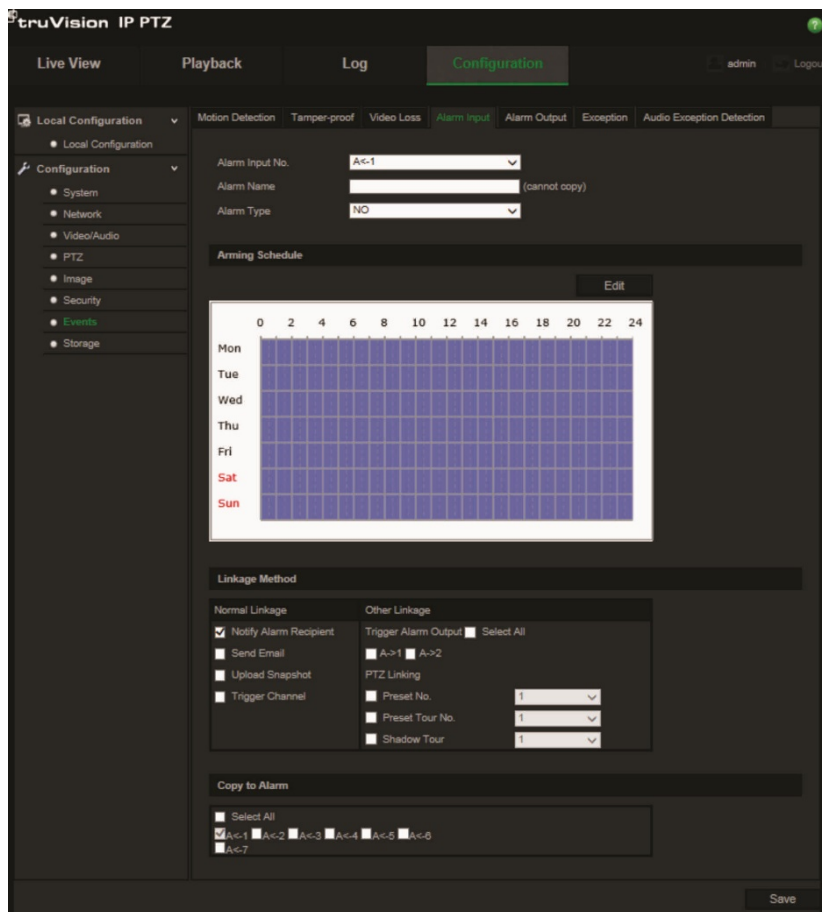 truVision IP PTZ
?
Live View Playback Log Configuration admin Logou
Local Configuration
Local Configuration
Configuration
System
Network
Video/Audio
PTZ
Image
Security
Events
Storage
Motion Detection Tamper-proof Video Loss Alarm Input Alarm Output Exception Audio Exception Detection
Alarm Input No. A<-1
Alarm Name (cannot copy)
Alarm Type NO
Arming Schedule
Edit
0 2 4 6 8 10 12 14 16 18 20 22 24
Mon
Tue
Wed
Thu
Fri
Sat
Sun
Linkage Method
Normal Linkage Other Linkage
Notify Alarm Recipient Trigger Alarm Output Select All
Send Email A->1 A->2
Upload Snapshot PTZ Linking
Trigger Channel Preset No. 1
Preset Tour No. 1
Shadow Tour 1
Copy to Alarm
Select All
A<-1 A<-2 A<-3 A<-4 A<-5 A<-6
A<-7
Save